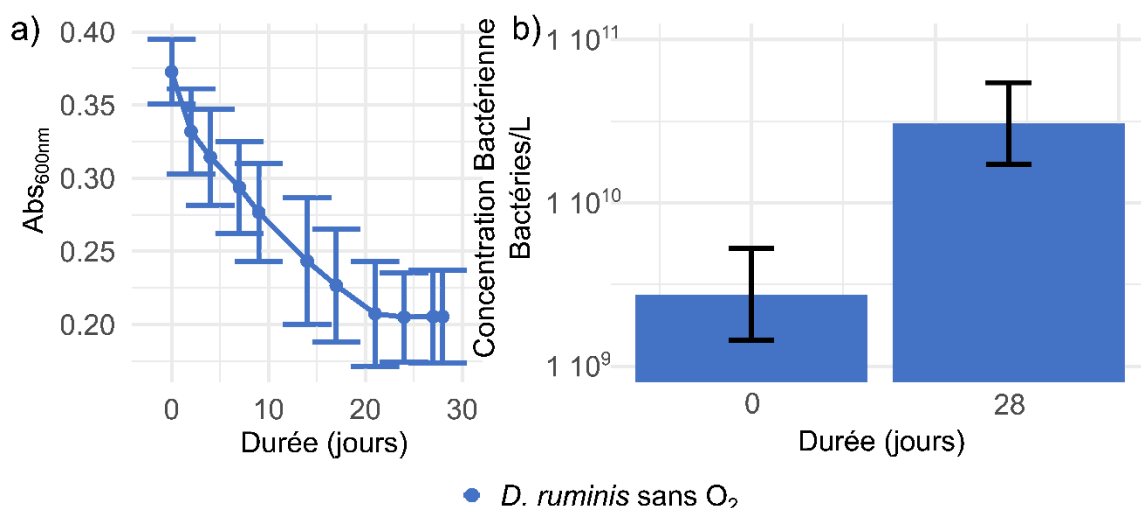 a)
Abs600nm
0.40
0.35
0.30
0.25
0.20
0 10 20 30
Durée (jours)
b)
Concentration Bactérienne
Bactéries/L
1 10¹¹
1 10¹⁰
1 10⁹
0 28
Durée (jours)
D. ruminis sans O₂